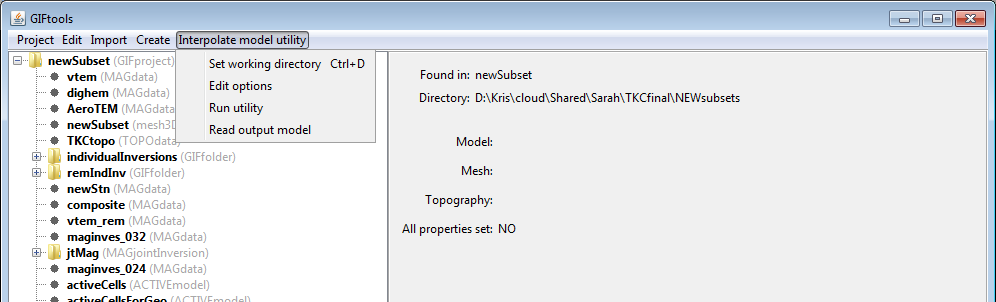 GIFtools
Project Edit Import Create Interpolate model utility
Set working directory Ctrl+D
Edit options
Run utility
Read output model
newSubset (GIFproject)
vtem (MAGdata)
dighem (MAGdata)
AeroTEM (MAGdata)
newSubset (mesh3D
TKCtopo (TOPOdata)
individualInversions (GIFfolder)
remIndInv (GIFfolder)
newStn (MAGdata)
composite (MAGdata)
vtem_rem (MAGdata)
maginves_032 (MAGdata)
jtMag (MAGjointInversion)
maginves_024 (MAGdata)
activeCells (ACTIVEmodel)
activeCellsForGeo (ACTIVEmodel)
Found in: newSubset
Directory: D:\Kris\cloud\Shared\Sarah\TKCfinal\NEWsubsets
Model:
Mesh:
Topography:
All properties set: NO